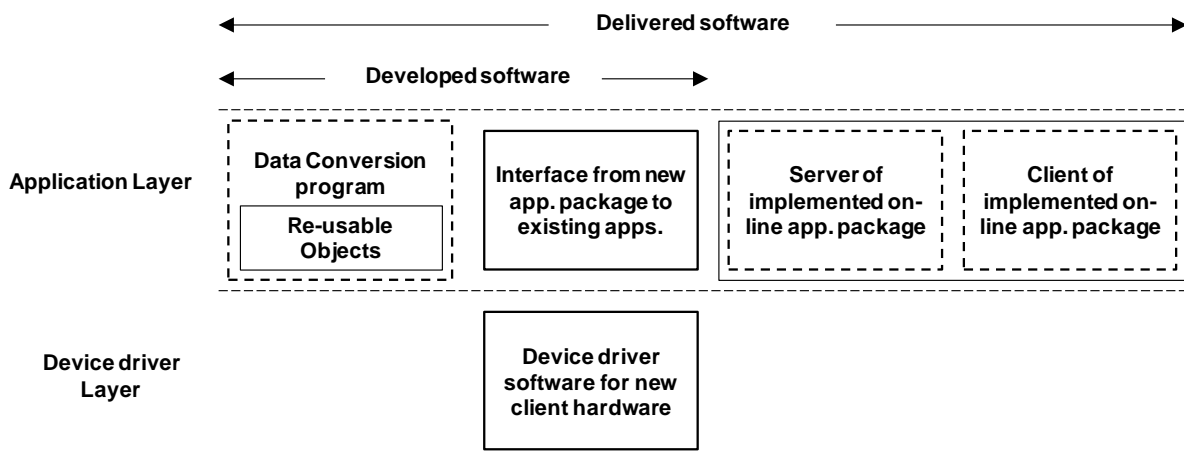 Delivered software
Developed software
Application Layer
Data Conversion
program
Re-usable
Objects
Interface from new
app. package to
existing apps.
Server of
implemented on-
line app. package
Client of
implemented on-
line app. package
Device driver
Layer
Device driver
software for new
client hardware